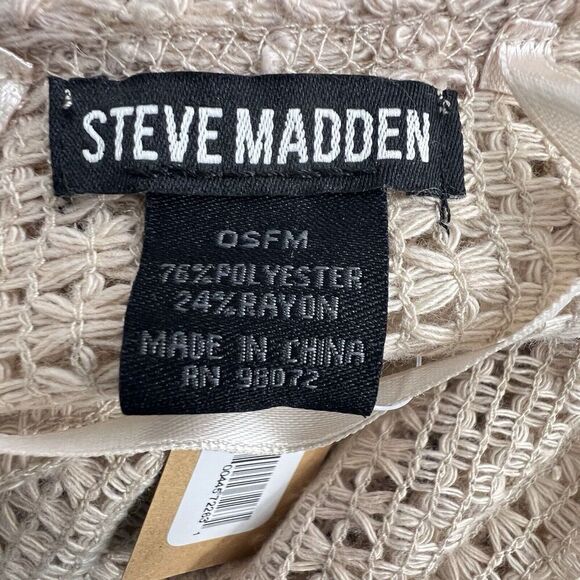 STEVE MADDEN
OSFM
76%POLYESTER
24%RAYON
MADE IN CHINA
RN 98072